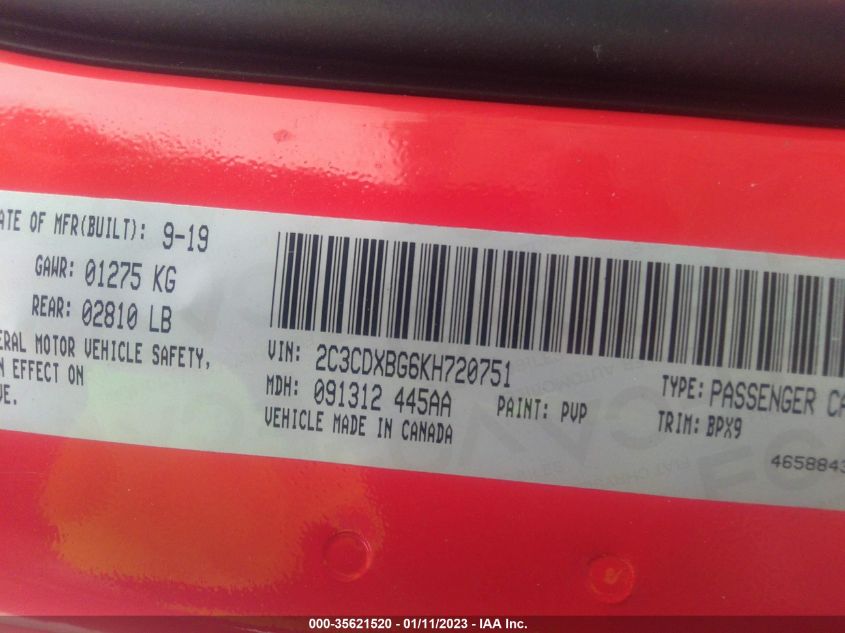 ATE OF MFR(BUILT): 9-19
GAWR: 01275 KG
REAR: 02810 LB
ERAL MOTOR VEHICLE SAFETY,
N EFFECT ON
VE.
VIN: 2C3CDXBG6KH720751
MDH: 091312 445AA
PAINT: PVP
VEHICLE MADE IN CANADA
TYPE: PASSENGER CA
TRIM: BPX9
4658843
000-35621520 - 01/11/2023 - IAA Inc.